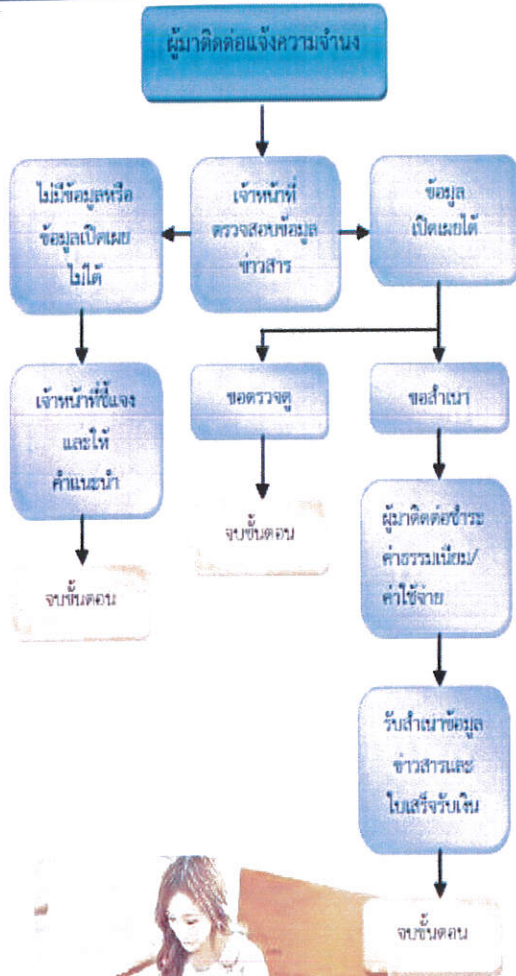 ผู้มาติดต่อแจ้งความจำนง
ไม่มีข้อมูลหรือ
ข้อมูลเปิดเผย
ไม่ได้
เจ้าหน้าที่
ตรวจสอบข้อมูล
ข่าวสาร
ข้อมูล
เปิดเผยได้
เจ้าหน้าที่ชี้แจง
และให้
คำแนะนำ
ขอตรวจดู
ขอสำเนา
จบขั้นตอน
จบขั้นตอน
ผู้มาติดต่อชำระ
ค่าธรรมเนียม/
ค่าใช้จ่าย
รับสำเนาข้อมูล
ข่าวสารและ
ใบเสร็จรับเงิน
จบขั้นตอน